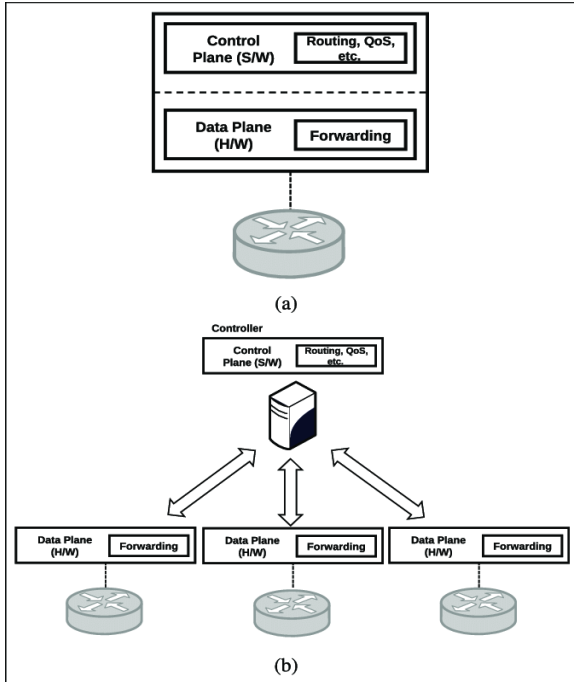 Control
Plane (S/W)
Routing, QoS,
etc.
Data Plane
(H/W)
Forwarding
(a)
Controller
Control
Plane (S/W)
Routing, QoS,
etc.
Data Plane
(H/W)
Forwarding
Data Plane
(H/W)
Forwarding
Data Plane
(H/W)
Forwarding
(b)